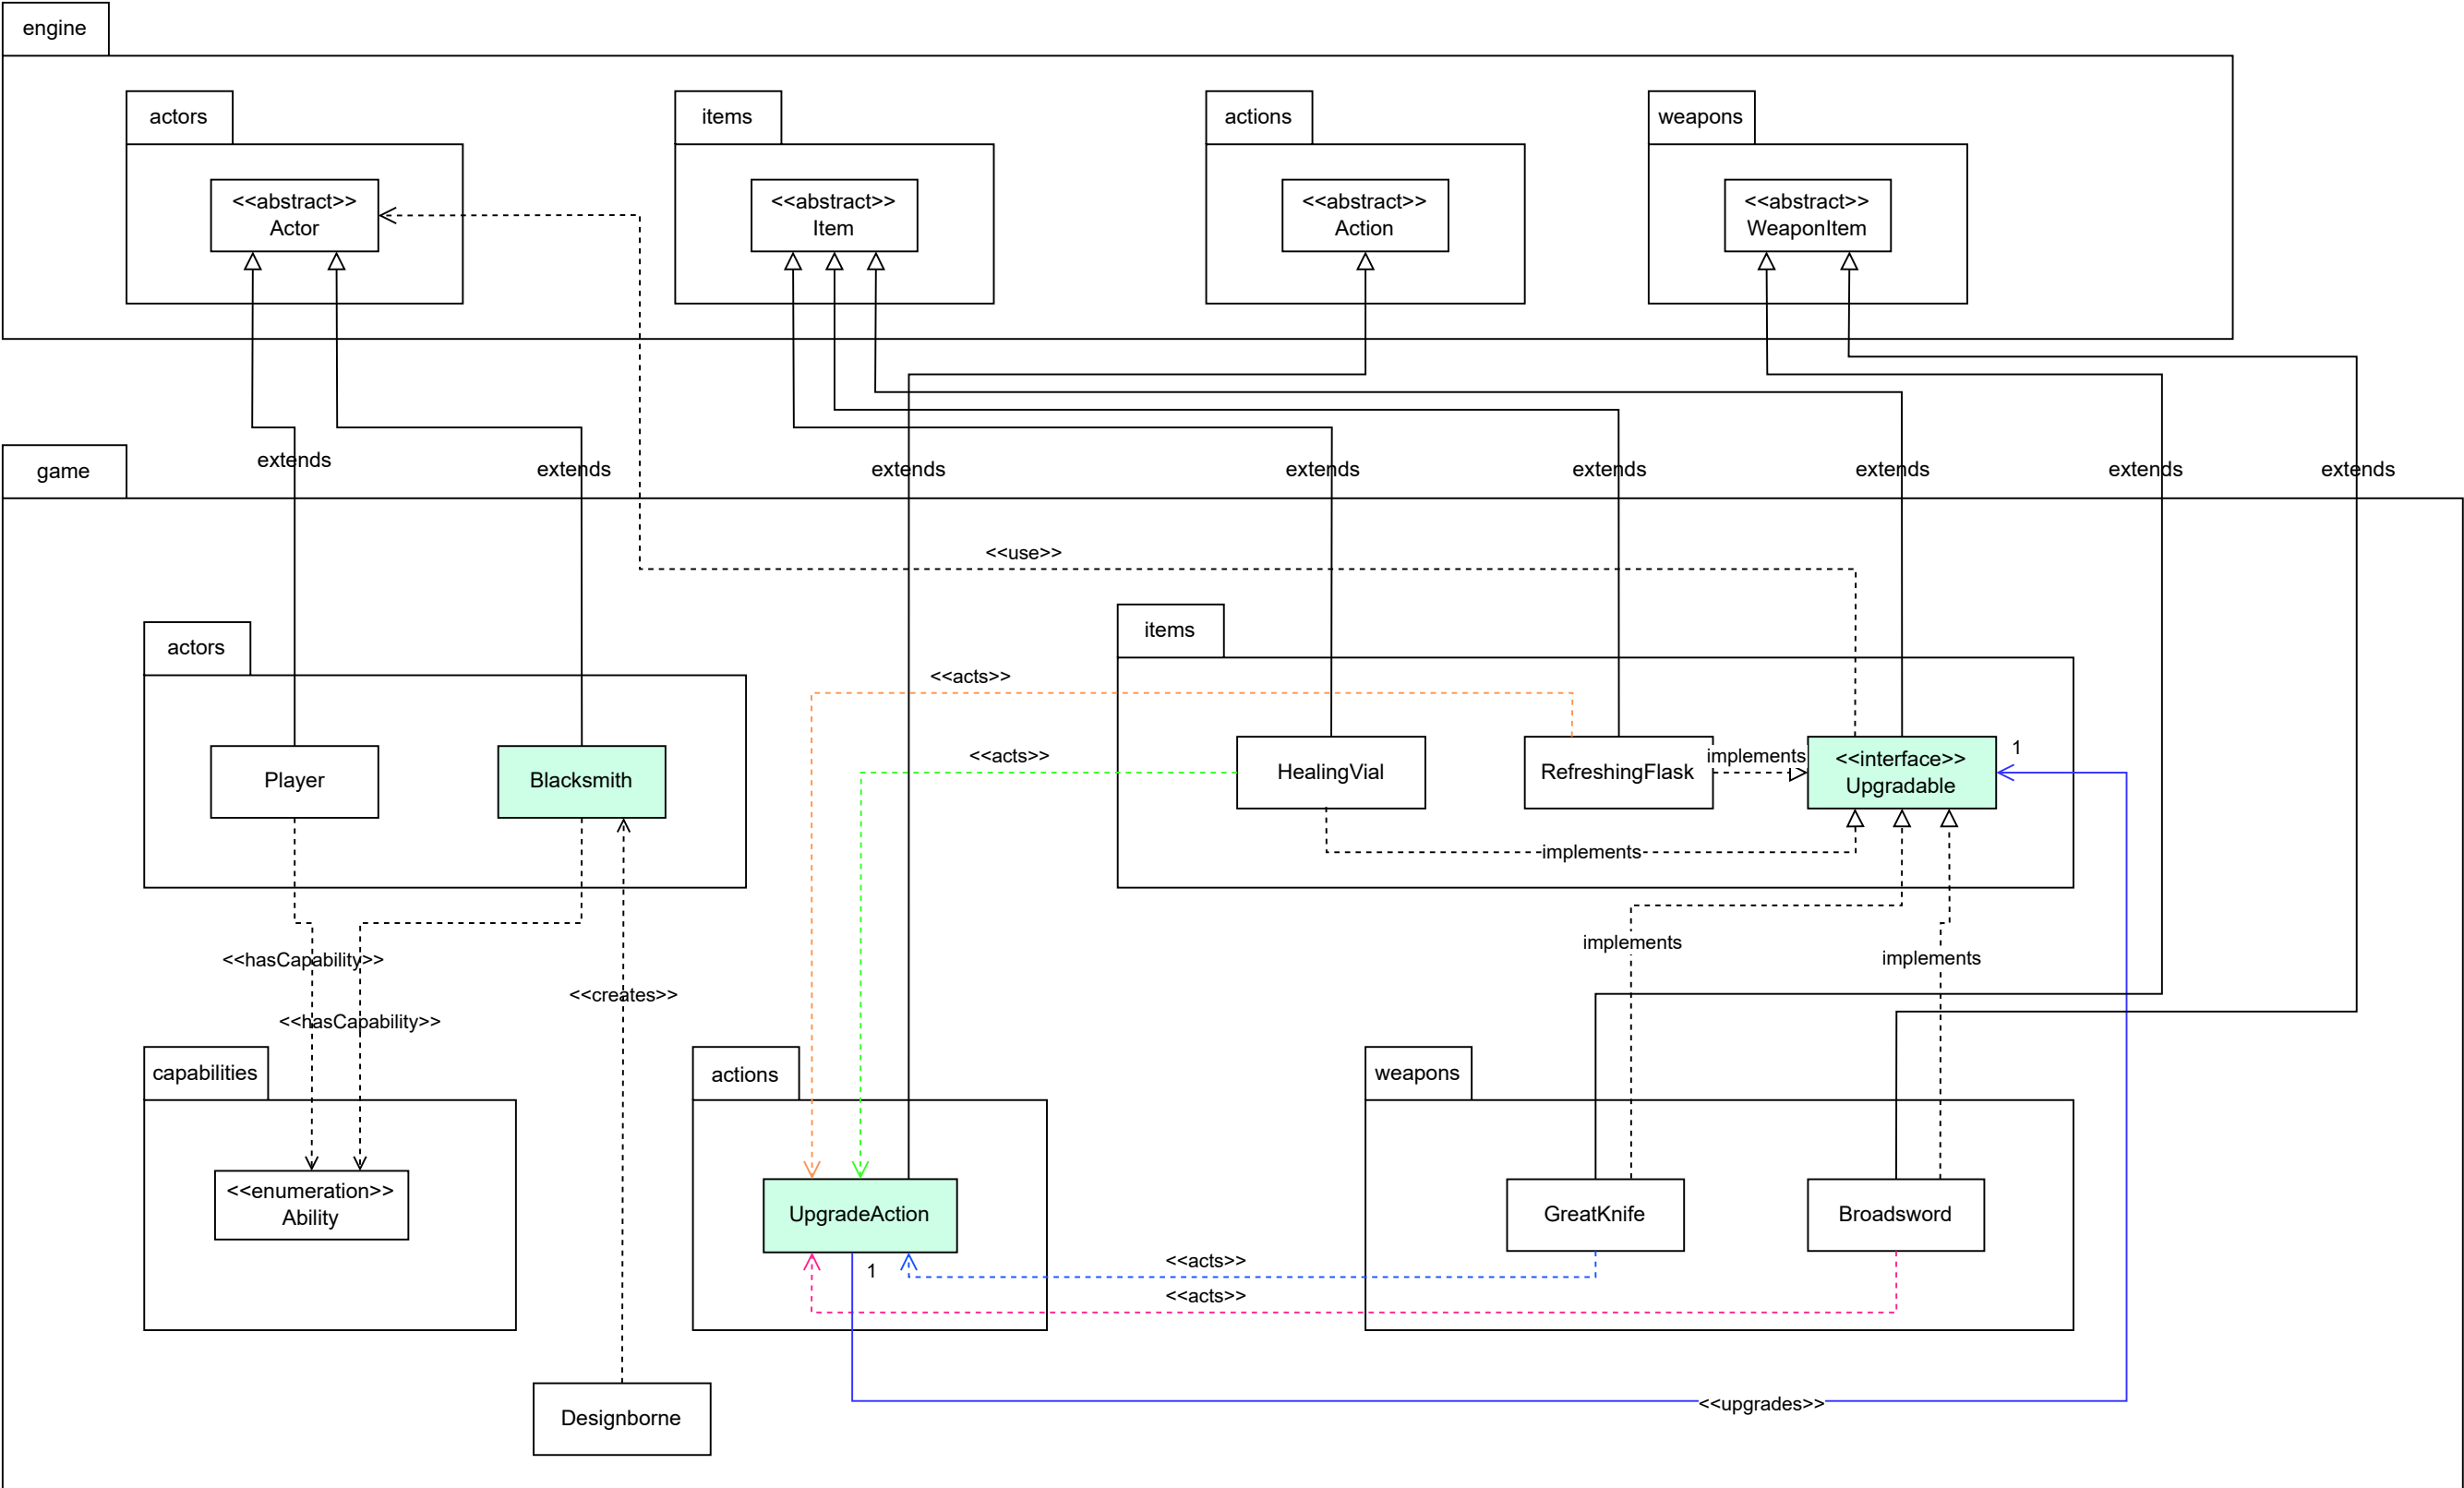 engine
actors
items
actions
weapons
<<abstract>>
Actor
<<abstract>>
Item
<<abstract>>
Action
<<abstract>>
WeaponItem
game
extends
extends
extends
extends
extends
extends
extends
extends
<<use>>
actors
items
<<acts>>
<<acts>>
Player
Blacksmith
HealingVial
RefreshingFlask
implements
<<interface>>
Upgradable
1
implements
<<hasCapability>>
<<hasCapability>>
<<creates>>
implements
implements
capabilities
actions
weapons
<<enumeration>>
Ability
UpgradeAction
GreatKnife
Broadsword
1
<<acts>>
<<acts>>
Designborne
<<upgrades>>